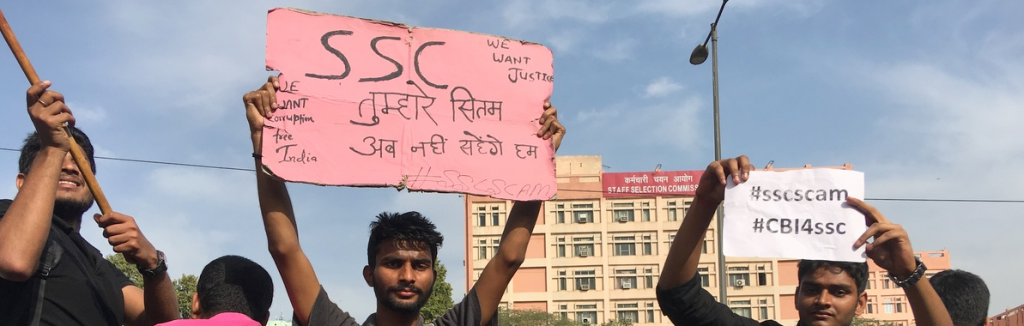 SSC
WE
WANT
JUSTICE
WE
WANT
Corruption
free
India
तुम्हारे सितम
अब नहीं सहेंगे हम
#SSCSCAM
कर्मचारी चयन आयोग
STAFF SELECTION COMMISS
#sscscam
#CBI4ssc